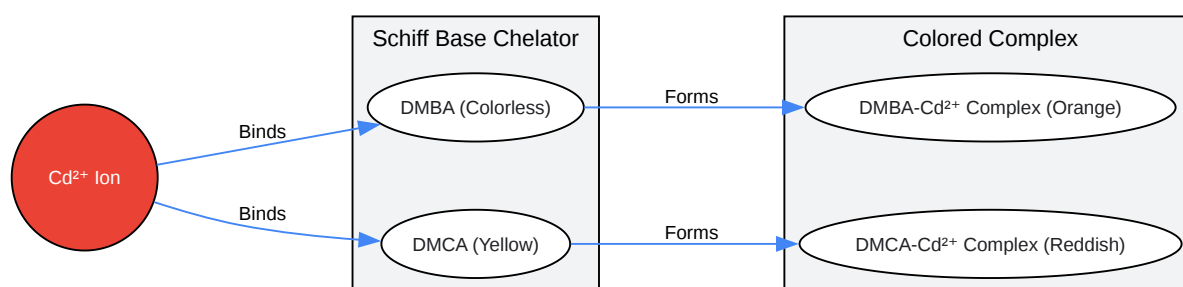 Schiff Base Chelator
Colored Complex
DMBA (Colorless)
Forms
DMBA-Cd²⁺ Complex (Orange)
Binds
Cd²⁺ Ion
Binds
DMCA (Yellow)
Forms
DMCA-Cd²⁺ Complex (Reddish)